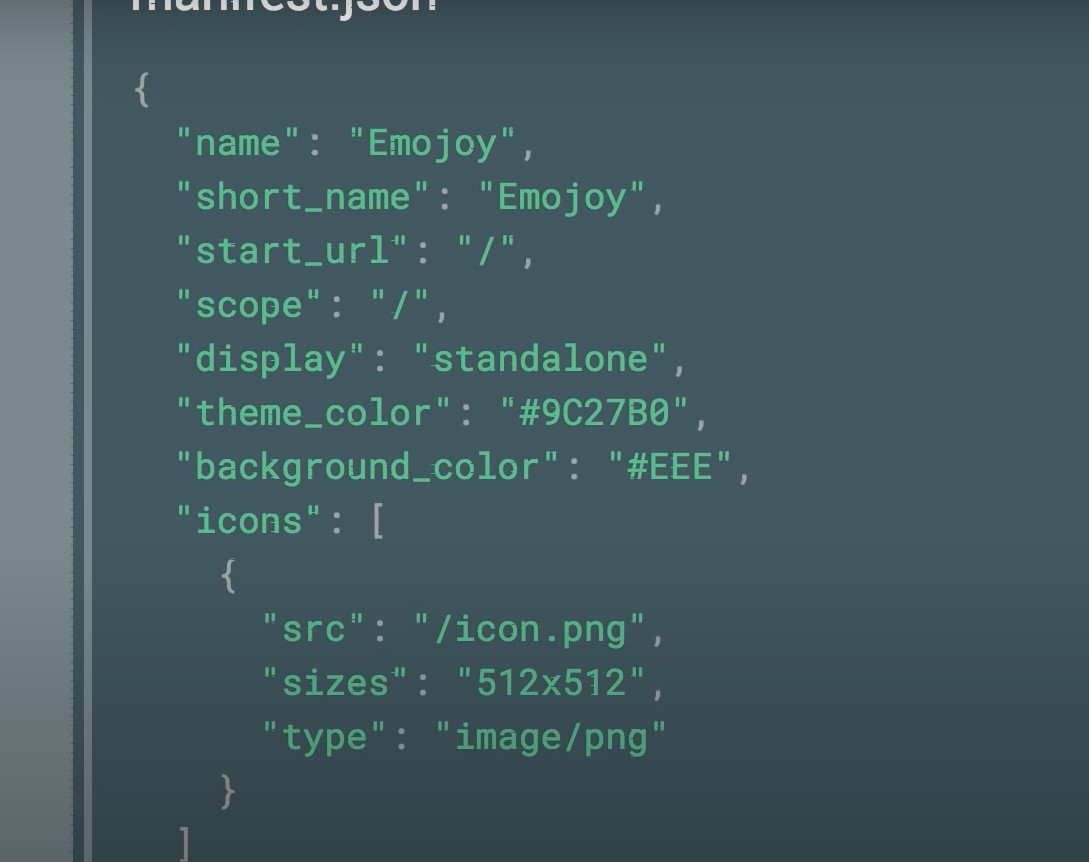 manifest.json
{
"name": "Emojoy",
"short_name": "Emojoy",
"start_url": "/",
"scope": "/",
"display": "standalone",
"theme_color": "#9C27B0",
"background_color": "#EEE",
"icons": [
{
"src": "/icon.png",
"sizes": "512x512",
"type": "image/png"
}
]